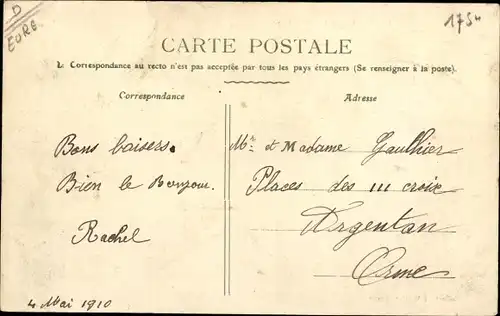 D
EURE
175n
CARTE POSTALE
La Correspondance au recto n'est pas acceptée par tous les pays étrangers (Se renseigner à la poste).
Correspondance
Adresse
Bons baisers.
Bien le Bonjour.
Rachel
4 Mai 1910
Mr et Madame Gaulhier
Places des III croix
Argentan
Orne